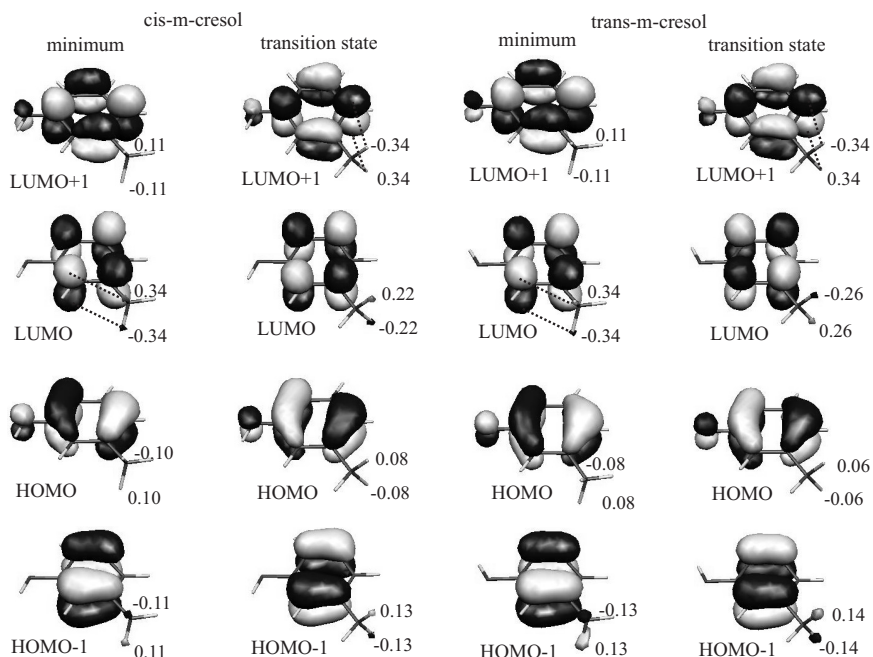 cis-m-cresol trans-m-cresol
minimum transition state minimum transition state
0.11 -0.34 0.11 -0.34
-0.11 0.34 -0.11 0.34
LUMO+1 LUMO+1 LUMO+1 LUMO+1
0.34 0.22 0.34 -0.26
-0.34 -0.22 -0.34 0.26
LUMO LUMO LUMO LUMO
-0.10 0.08 -0.08 0.06
0.10 -0.08 0.08 -0.06
HOMO HOMO HOMO HOMO
-0.11 0.13 -0.13 0.14
0.11 -0.13 0.13 -0.14
HOMO-1 HOMO-1 HOMO-1 HOMO-1